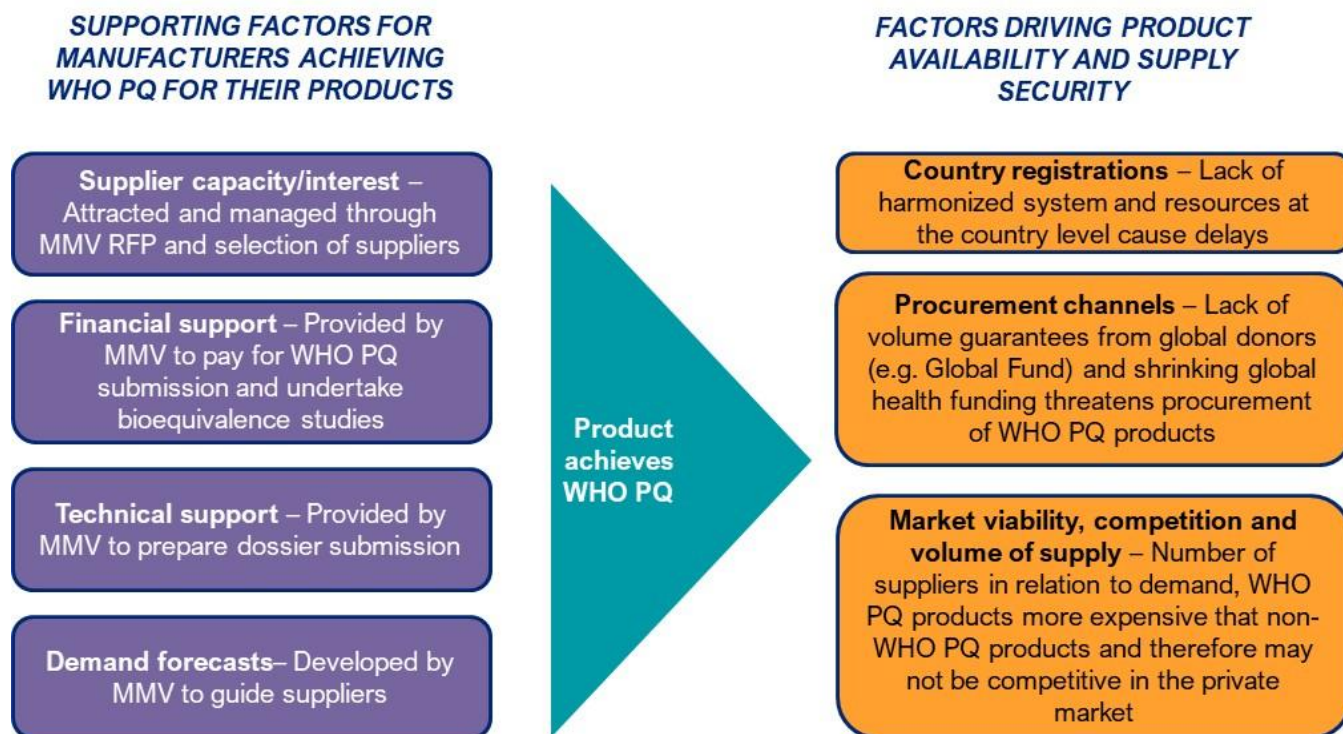 SUPPORTING FACTORS FOR
MANUFACTURERS ACHIEVING
WHO PQ FOR THEIR PRODUCTS
Supplier capacity/interest –
Attracted and managed through
MMV RFP and selection of suppliers
Financial support – Provided by
MMV to pay for WHO PQ
submission and undertake
bioequivalence studies
Technical support – Provided by
MMV to prepare dossier submission
Demand forecasts– Developed by
MMV to guide suppliers
Product
achieves
WHO PQ
FACTORS DRIVING PRODUCT
AVAILABILITY AND SUPPLY
SECURITY
Country registrations – Lack of
harmonized system and resources at
the country level cause delays
Procurement channels – Lack of
volume guarantees from global donors
(e.g. Global Fund) and shrinking global
health funding threatens procurement
of WHO PQ products
Market viability, competition and
volume of supply – Number of
suppliers in relation to demand, WHO
PQ products more expensive that non-
WHO PQ products and therefore may
not be competitive in the private
market